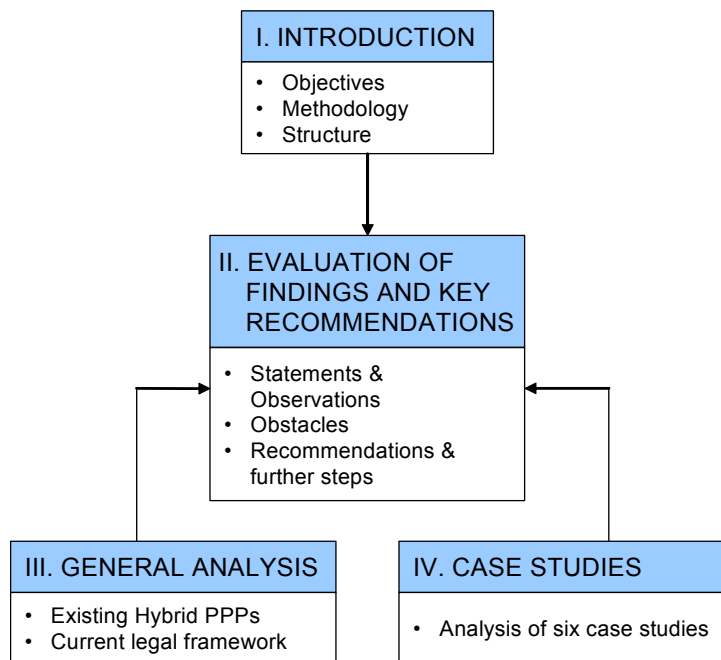 I. INTRODUCTION
• Objectives
• Methodology
• Structure
II. EVALUATION OF
FINDINGS AND KEY
RECOMMENDATIONS
• Statements &
Observations
• Obstacles
• Recommendations &
further steps
III. GENERAL ANALYSIS
• Existing Hybrid PPPs
• Current legal framework
IV. CASE STUDIES
• Analysis of six case studies